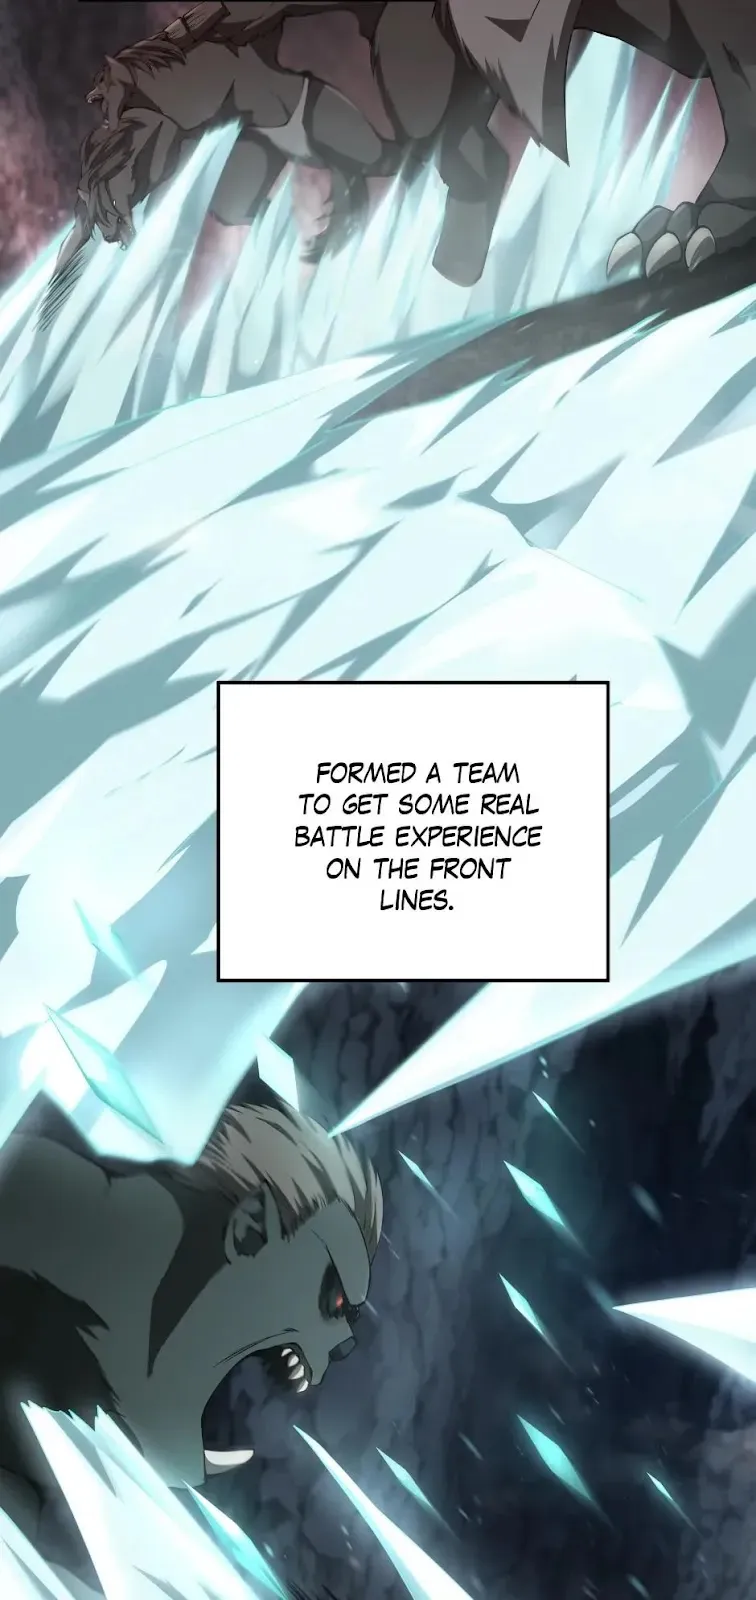 FORMED A TEAM
TO GET SOME REAL
BATTLE EXPERIENCE
ON THE FRONT
LINES.